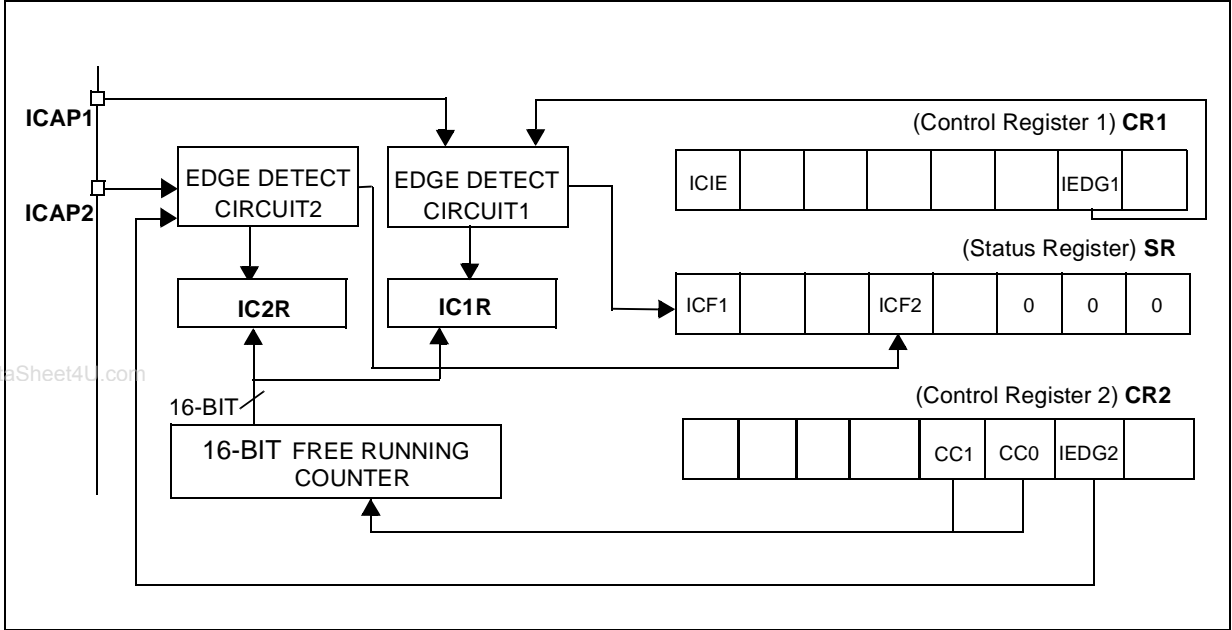 ICAP1
ICAP2
EDGE DETECT
CIRCUIT2
EDGE DETECT
CIRCUIT1
IC2R
IC1R
(Control Register 1) CR1
ICIE
IEDG1
(Status Register) SR
ICF1
ICF2
0
0
0
16-BIT
16-BIT FREE RUNNING
COUNTER
(Control Register 2) CR2
CC1
CC0
IEDG2
aSheet4U.com